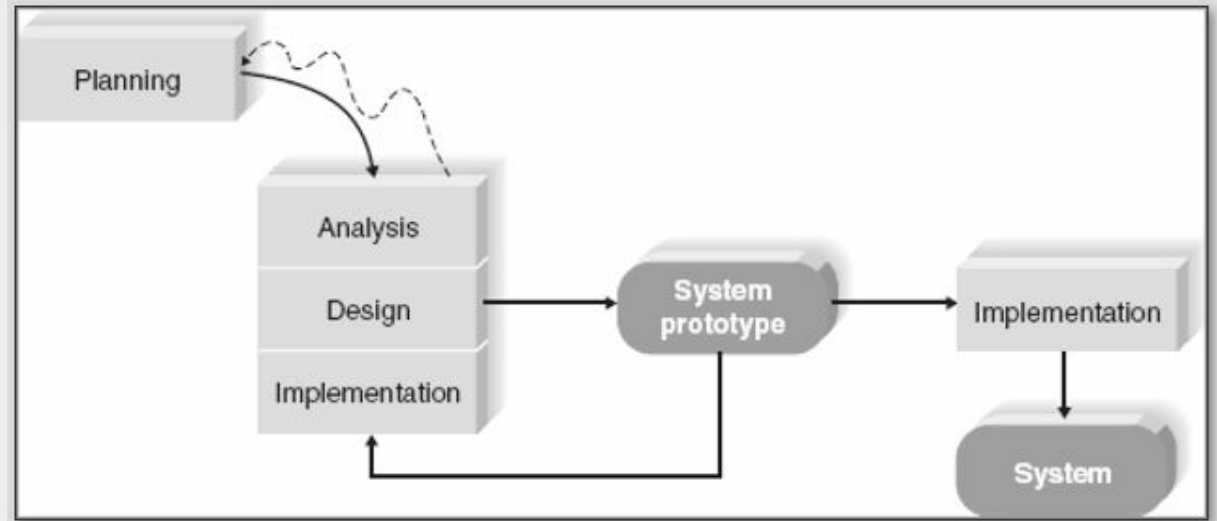 Planning
Analysis
Design
Implementation
System
prototype
Implementation
System